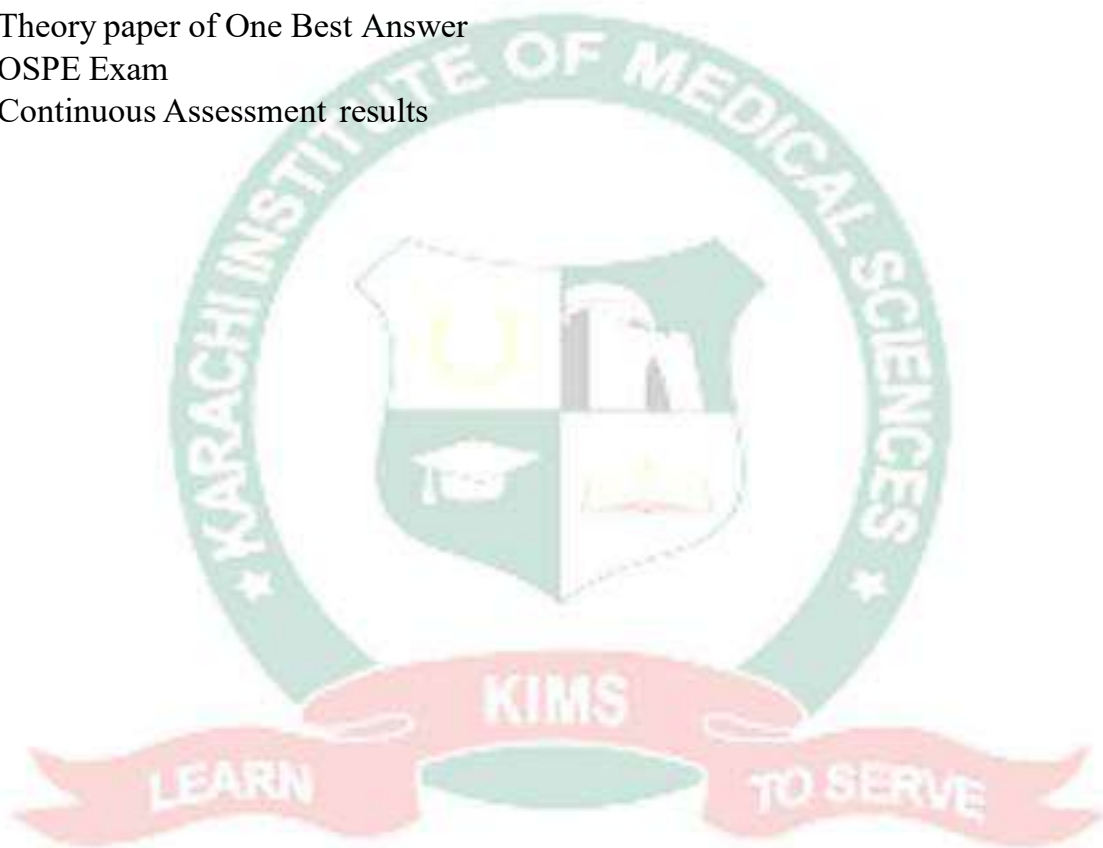 Theory paper of One Best Answer
OSPE Exam
Continuous Assessment results
KARACHI INSTITUTE OF MEDICAL SCIENCES
KIMS
LEARN TO SERVE